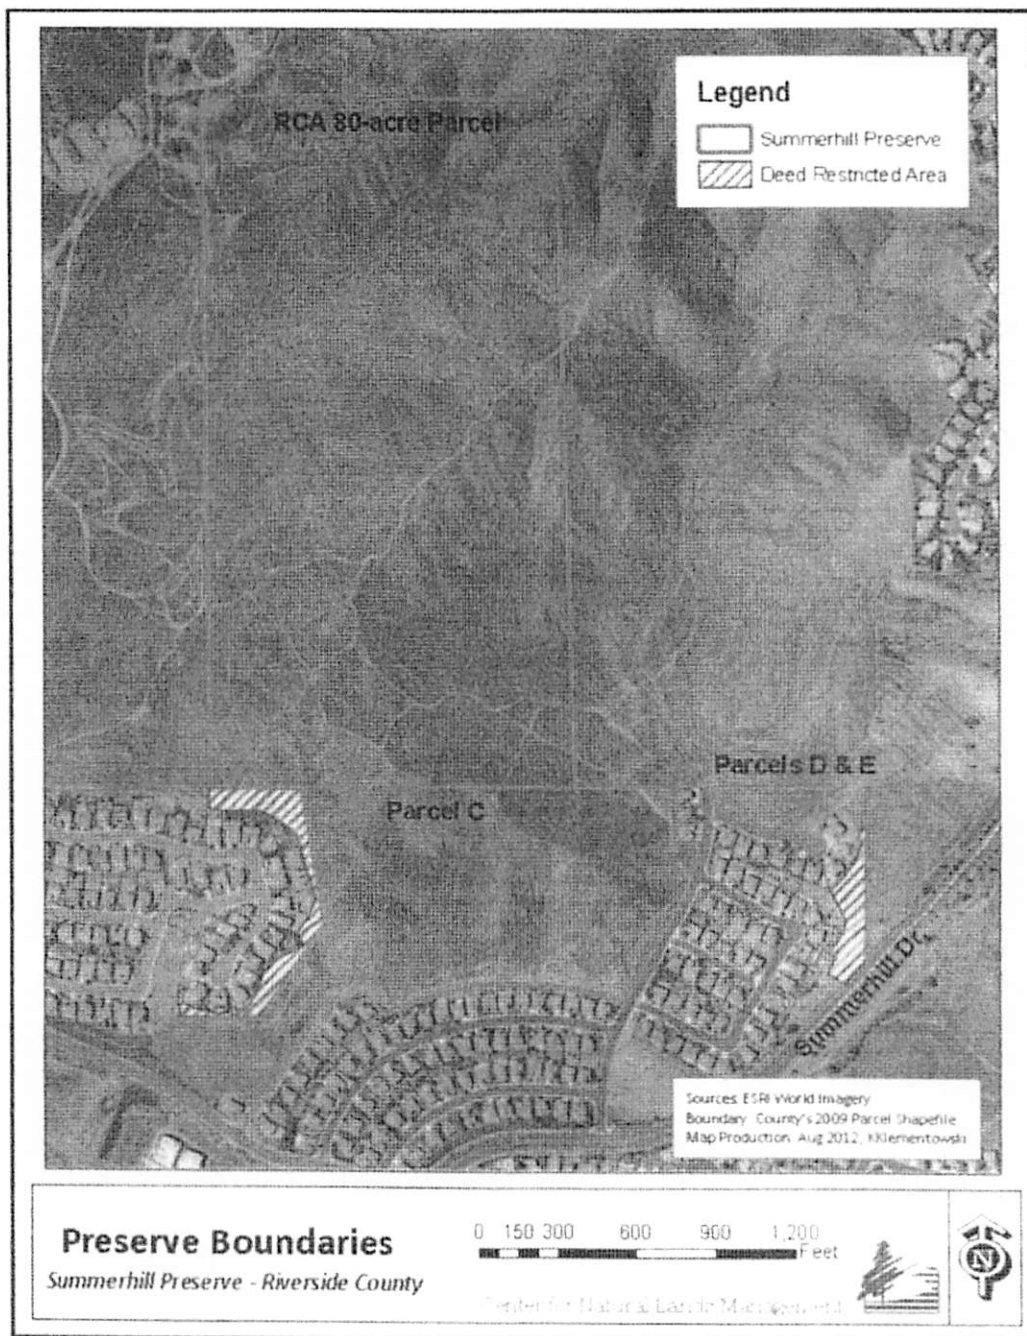 RCA 80-acre Parcel
Legend
Summerhill Preserve
Deed Restricted Area
Parcels D & E
Parcel C
Summerhill Dr.
Sources: ESRI World Imagery
Boundary: County's 2009 Parcel Shapefile
Map Production: Aug 2012, KKlementowski
Preserve Boundaries
Summerhill Preserve - Riverside County
0 150 300 600 900 1,200
Feet
Center for Natural Lands Management
N